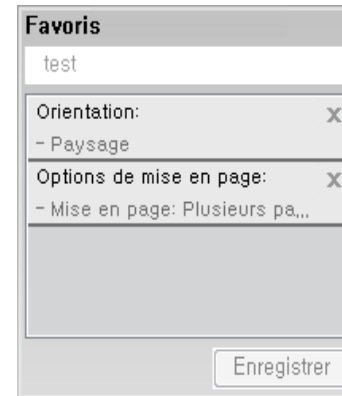 Favoris
test
Orientation:
- Paysage
Options de mise en page:
- Mise en page: Plusieurs pa...
Enregistrer